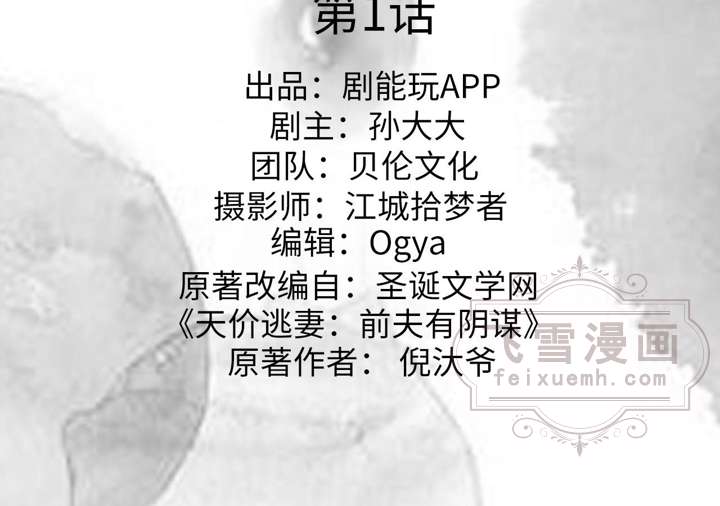 第1话
出品：剧能玩APP
剧主：孙大大
团队：贝伦文化
摄影师：江城拾梦者
编辑：Ogya
原著改编自：圣诞文学网
《天价逃妻：前夫有阴谋》
原著作者： 倪汏爷
飞雪漫画
feixuemh.com